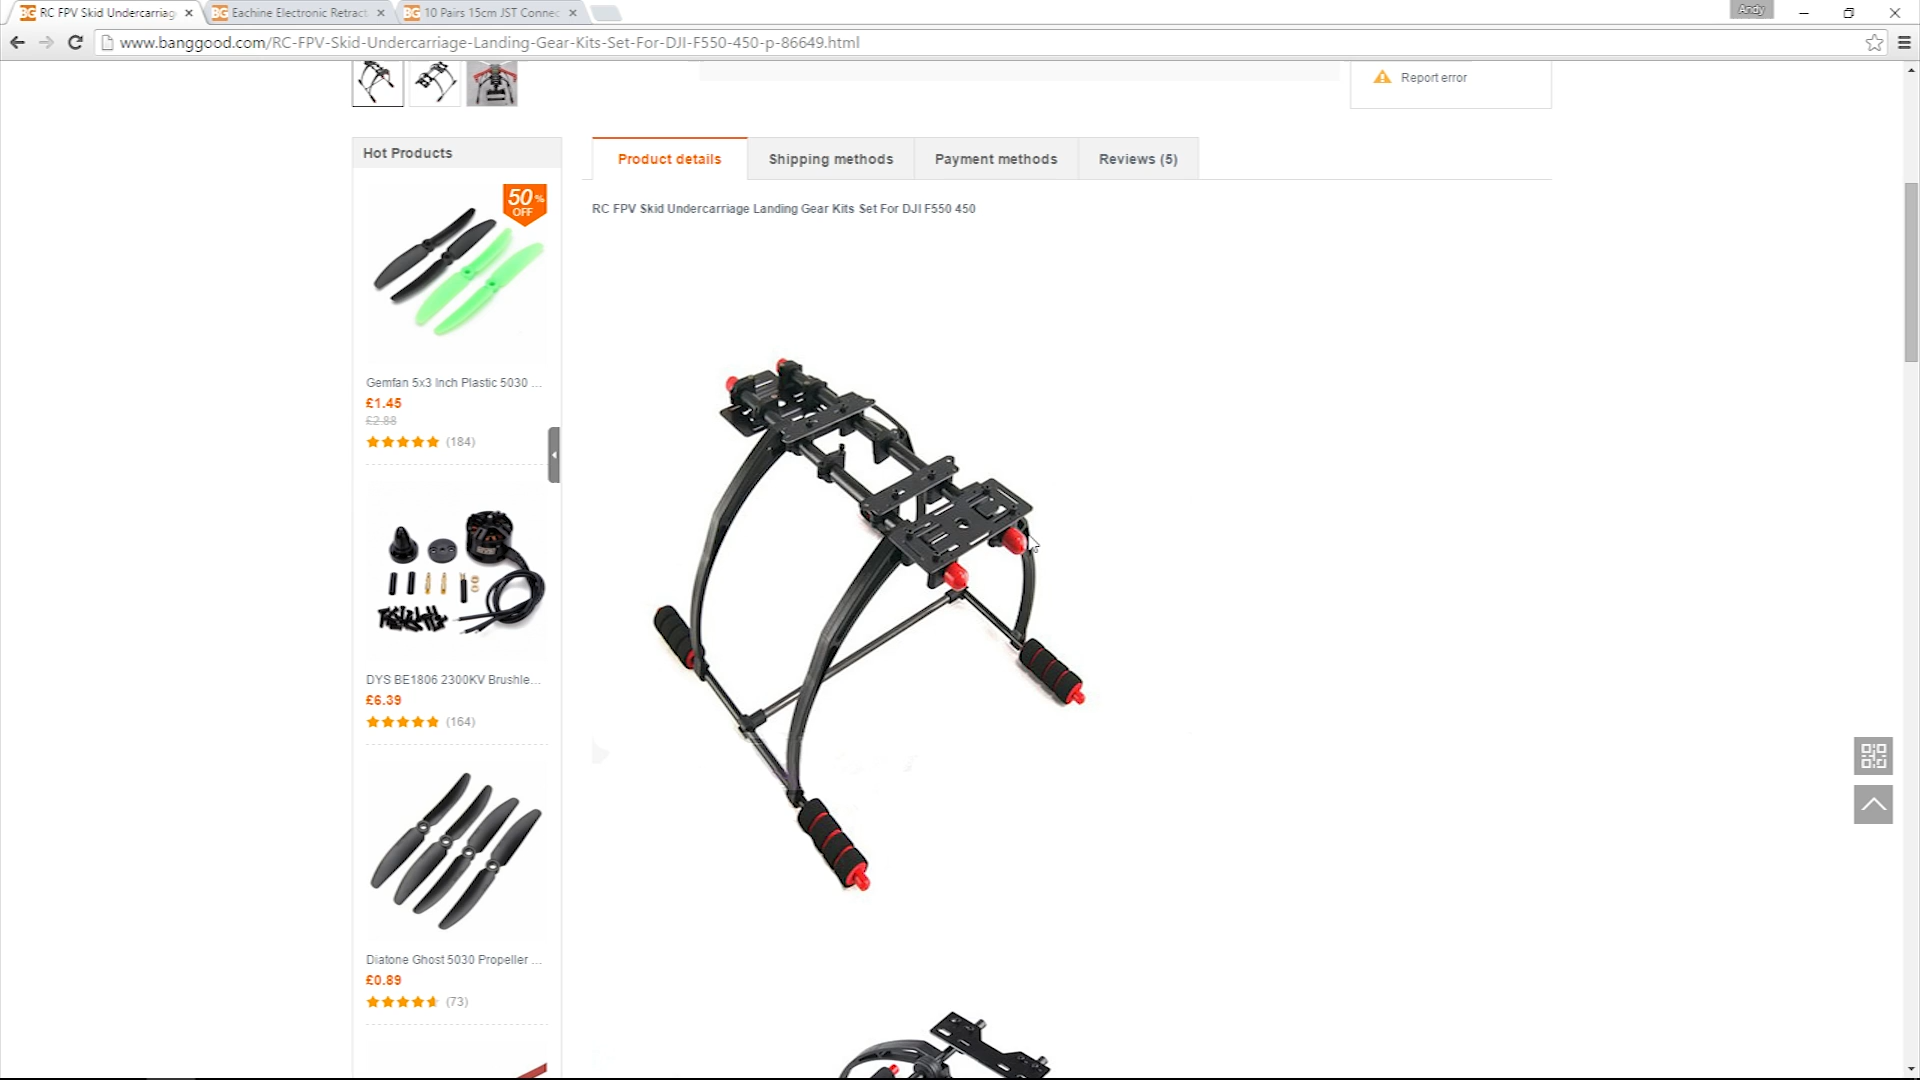 RC FPV Skid Undercarriag
Eachine Electronic Retract
10 Pairs 15cm JST Connec
Andy
www.banggood.com/RC-FPV-Skid-Undercarriage-Landing-Gear-Kits-Set-For-DJI-F550-450-p-86649.html
Report error
Hot Products
Product details
Shipping methods
Payment methods
Reviews (5)
RC FPV Skid Undercarriage Landing Gear Kits Set For DJI F550 450
50%
OFF
Gemfan 5x3 Inch Plastic 5030 ...
£1.45
£2.88
(184)
DYS BE1806 2300KV Brushle...
£6.39
(164)
Diatone Ghost 5030 Propeller ...
£0.89
(73)